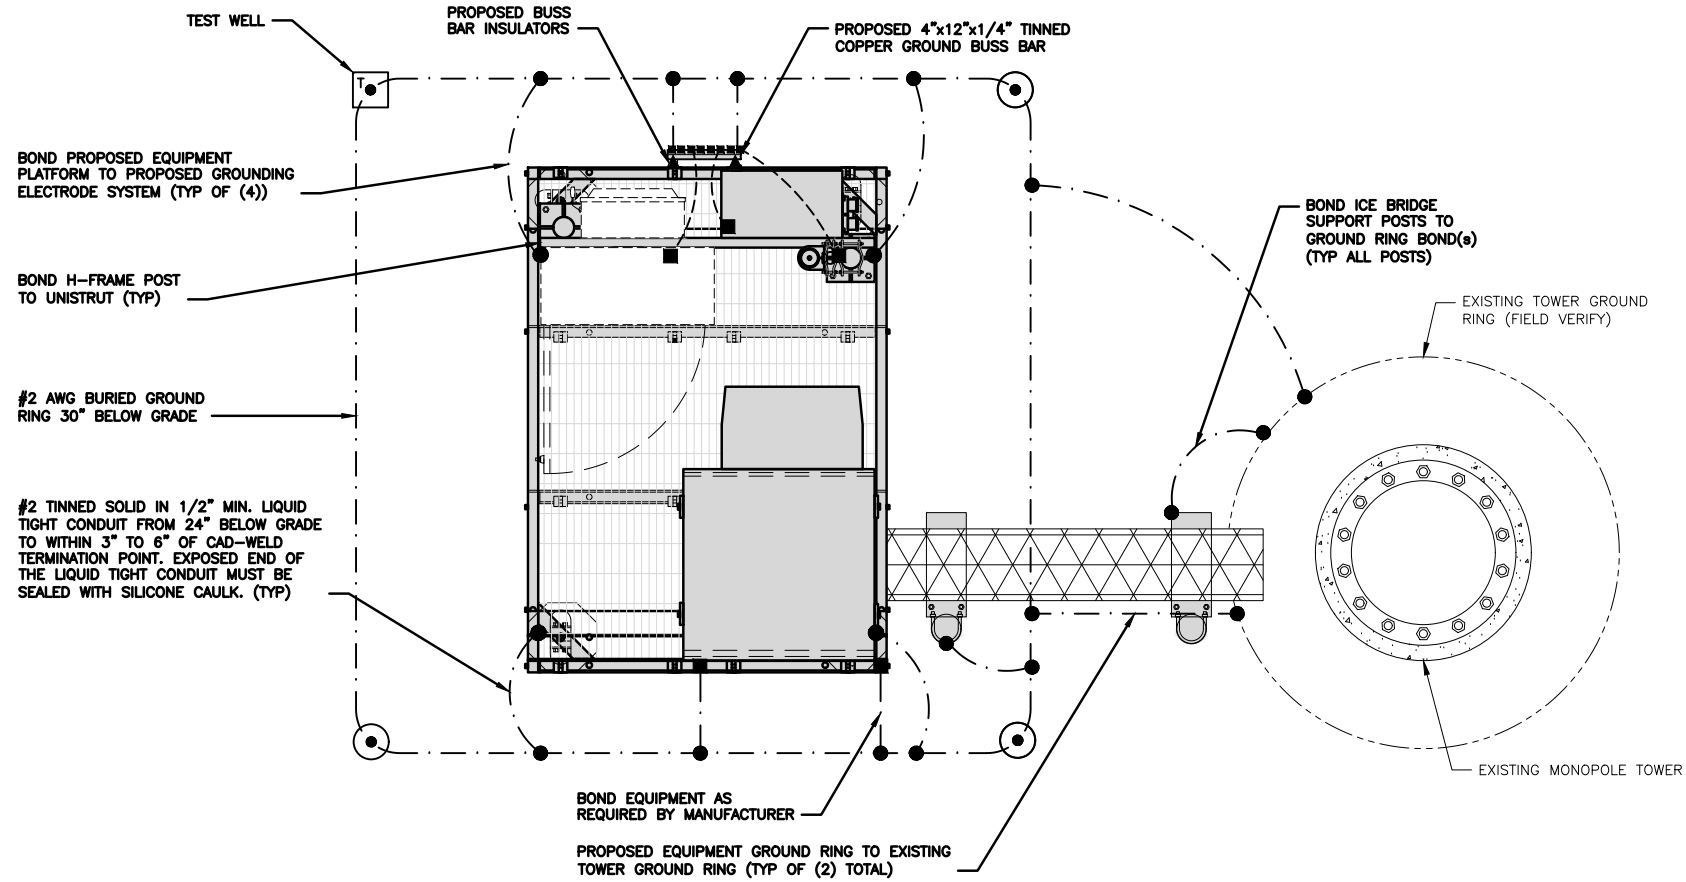 TEST WELL
PROPOSED BUSS
BAR INSULATORS
PROPOSED 4"x12"x1/4" TINNED
COPPER GROUND BUSS BAR
T
BOND PROPOSED EQUIPMENT
PLATFORM TO PROPOSED GROUNDING
ELECTRODE SYSTEM (TYP OF (4))
BOND ICE BRIDGE
SUPPORT POSTS TO
GROUND RING BOND(s)
(TYP ALL POSTS)
BOND H-FRAME POST
TO UNISTRUT (TYP)
EXISTING TOWER GROUND
RING (FIELD VERIFY)
#2 AWG BURIED GROUND
RING 30" BELOW GRADE
#2 TINNED SOLID IN 1/2" MIN. LIQUID
TIGHT CONDUIT FROM 24" BELOW GRADE
TO WITHIN 3" TO 6" OF CAD-WELD
TERMINATION POINT. EXPOSED END OF
THE LIQUID TIGHT CONDUIT MUST BE
SEALED WITH SILICONE CAULK. (TYP)
EXISTING MONOPOLE TOWER
BOND EQUIPMENT AS
REQUIRED BY MANUFACTURER
PROPOSED EQUIPMENT GROUND RING TO EXISTING
TOWER GROUND RING (TYP OF (2) TOTAL)